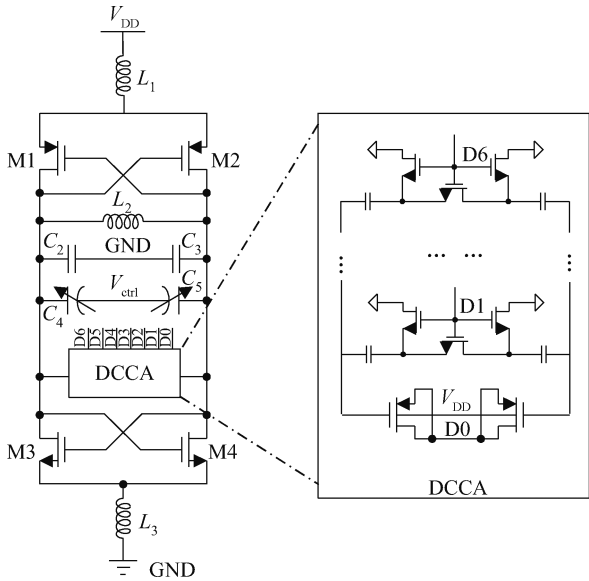 V_DD
L_1
M1
M2
L_2
GND
C_2
C_3
V_ctrl
C_5
C_4
D6
D5
D4
D3
D2
D1
D0
DCCA
M3
M4
L_3
GND
D6
... ...
D1
V_DD
D0
DCCA